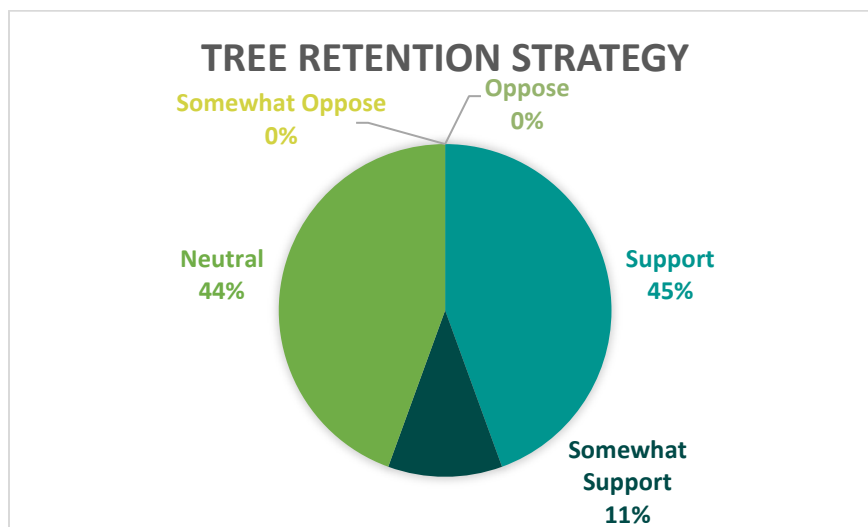 TREE RETENTION STRATEGY
Somewhat Oppose
0%
Oppose
0%
Neutral
44%
Support
45%
Somewhat
Support
11%